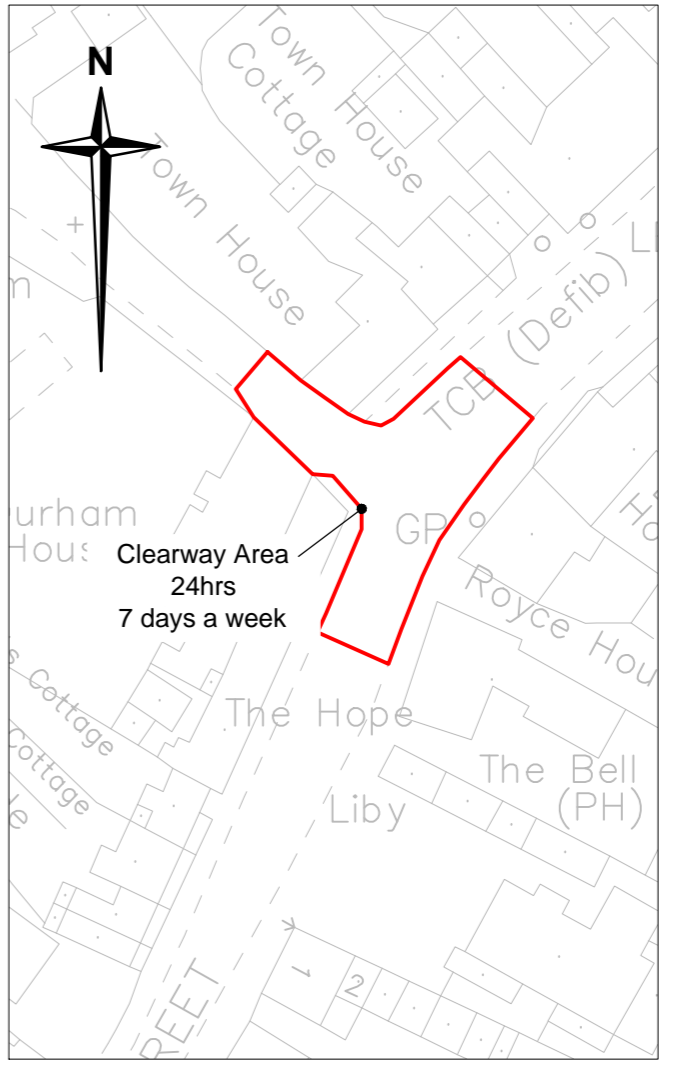 N
Town House
Cottage
Town House
TCB (Defib)
urham
Hous
GP
Clearway Area
24hrs
7 days a week
Royce Hou
s Cottage
Cottage
The Hope
The Bell
(PH)
Liby
1
2
REET